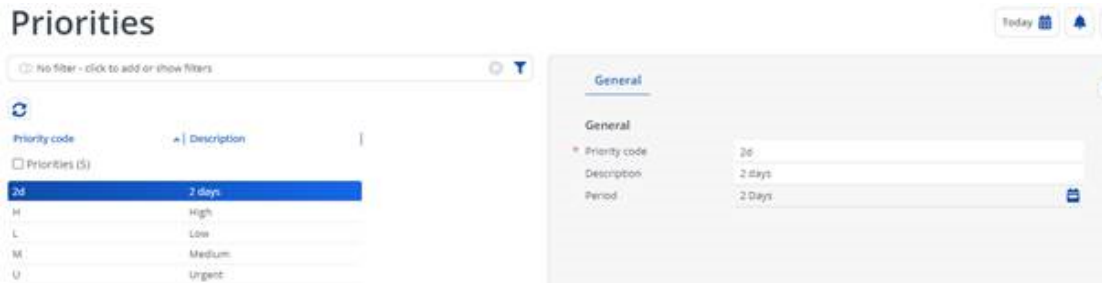 Priorities
Today
No filter - click to add or show filters
Priority code Description
Priorities (5)
2d 2 days
H High
L Low
M Medium
U Urgent
General
General
* Priority code 2d
Description 2 days
Period 2 Days